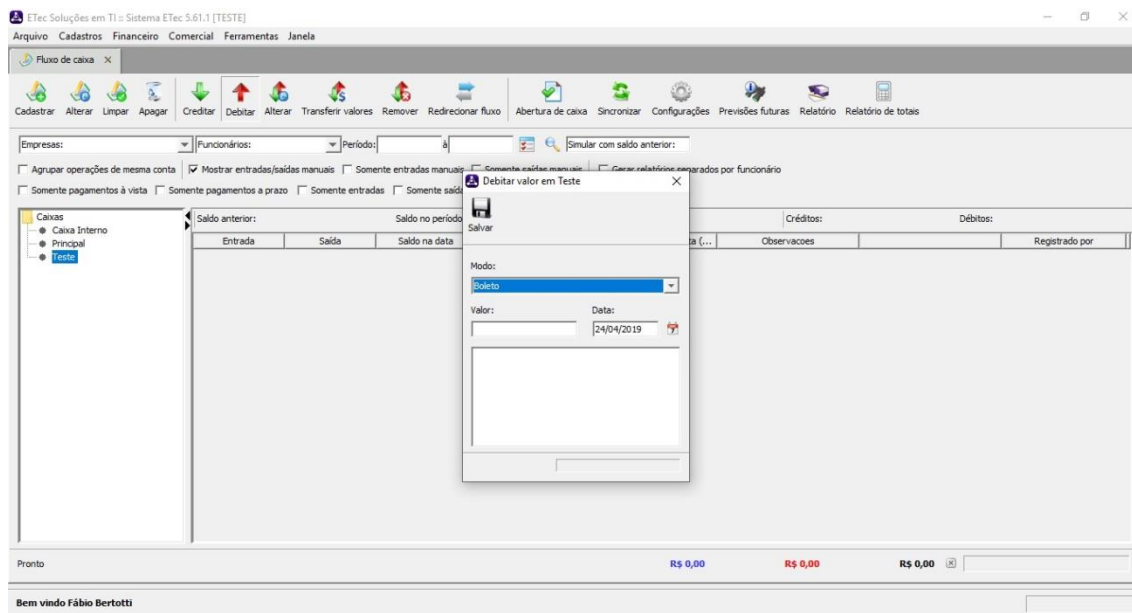 ETec Soluções em TI :: Sistema ETec 5.61.1 [TESTE]
Arquivo Cadastros Financeiro Comercial Ferramentas Janela
Fluxo de caixa
Cadastrar Alterar Limpar Apagar Creditar Debitar Alterar Transferir valores Remover Redirecionar fluxo Abertura de caixa Sincronizar Configurações Previsões futuras Relatório Relatório de totais
Empresas: Funcionários: Período: à Simular com saldo anterior:
Agrupar operações de mesma conta Mostrar entradas/saídas manuais Somente entradas manuais Somente saídas manuais Gerar relatórios separados por funcionário
Somente pagamentos à vista Somente pagamentos a prazo Somente entradas Somente saída
Debitar valor em Teste
Salvar
Modo:
Boleto
Valor: Data:
24/04/2019
Caixas
Caixa Interno
Principal
Teste
Saldo anterior: Saldo no período Créditos: Débitos:
Entrada Saída Saldo na data ta (... Observacoes Registrado por
Pronto R$ 0,00 R$ 0,00 R$ 0,00
Bem vindo Fábio Bertotti